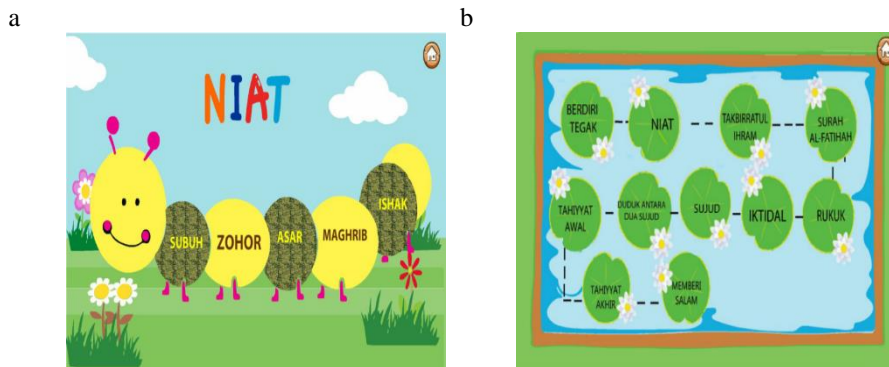 a
b
NIAT
SUBUH
ZOHOR
ASAR
MAGHRIB
ISHAK
BERDIRI
TEGAK
NIAT
TAKBIRRATUL
IHRAM
SURAH
AL-FATIHAH
RUKUK
IKTIDAL
SUJUD
DUDUK ANTARA
DUA SUJUD
TAHIYYAT
AWAL
TAHIYYAT
AKHIR
MEMBERI
SALAM